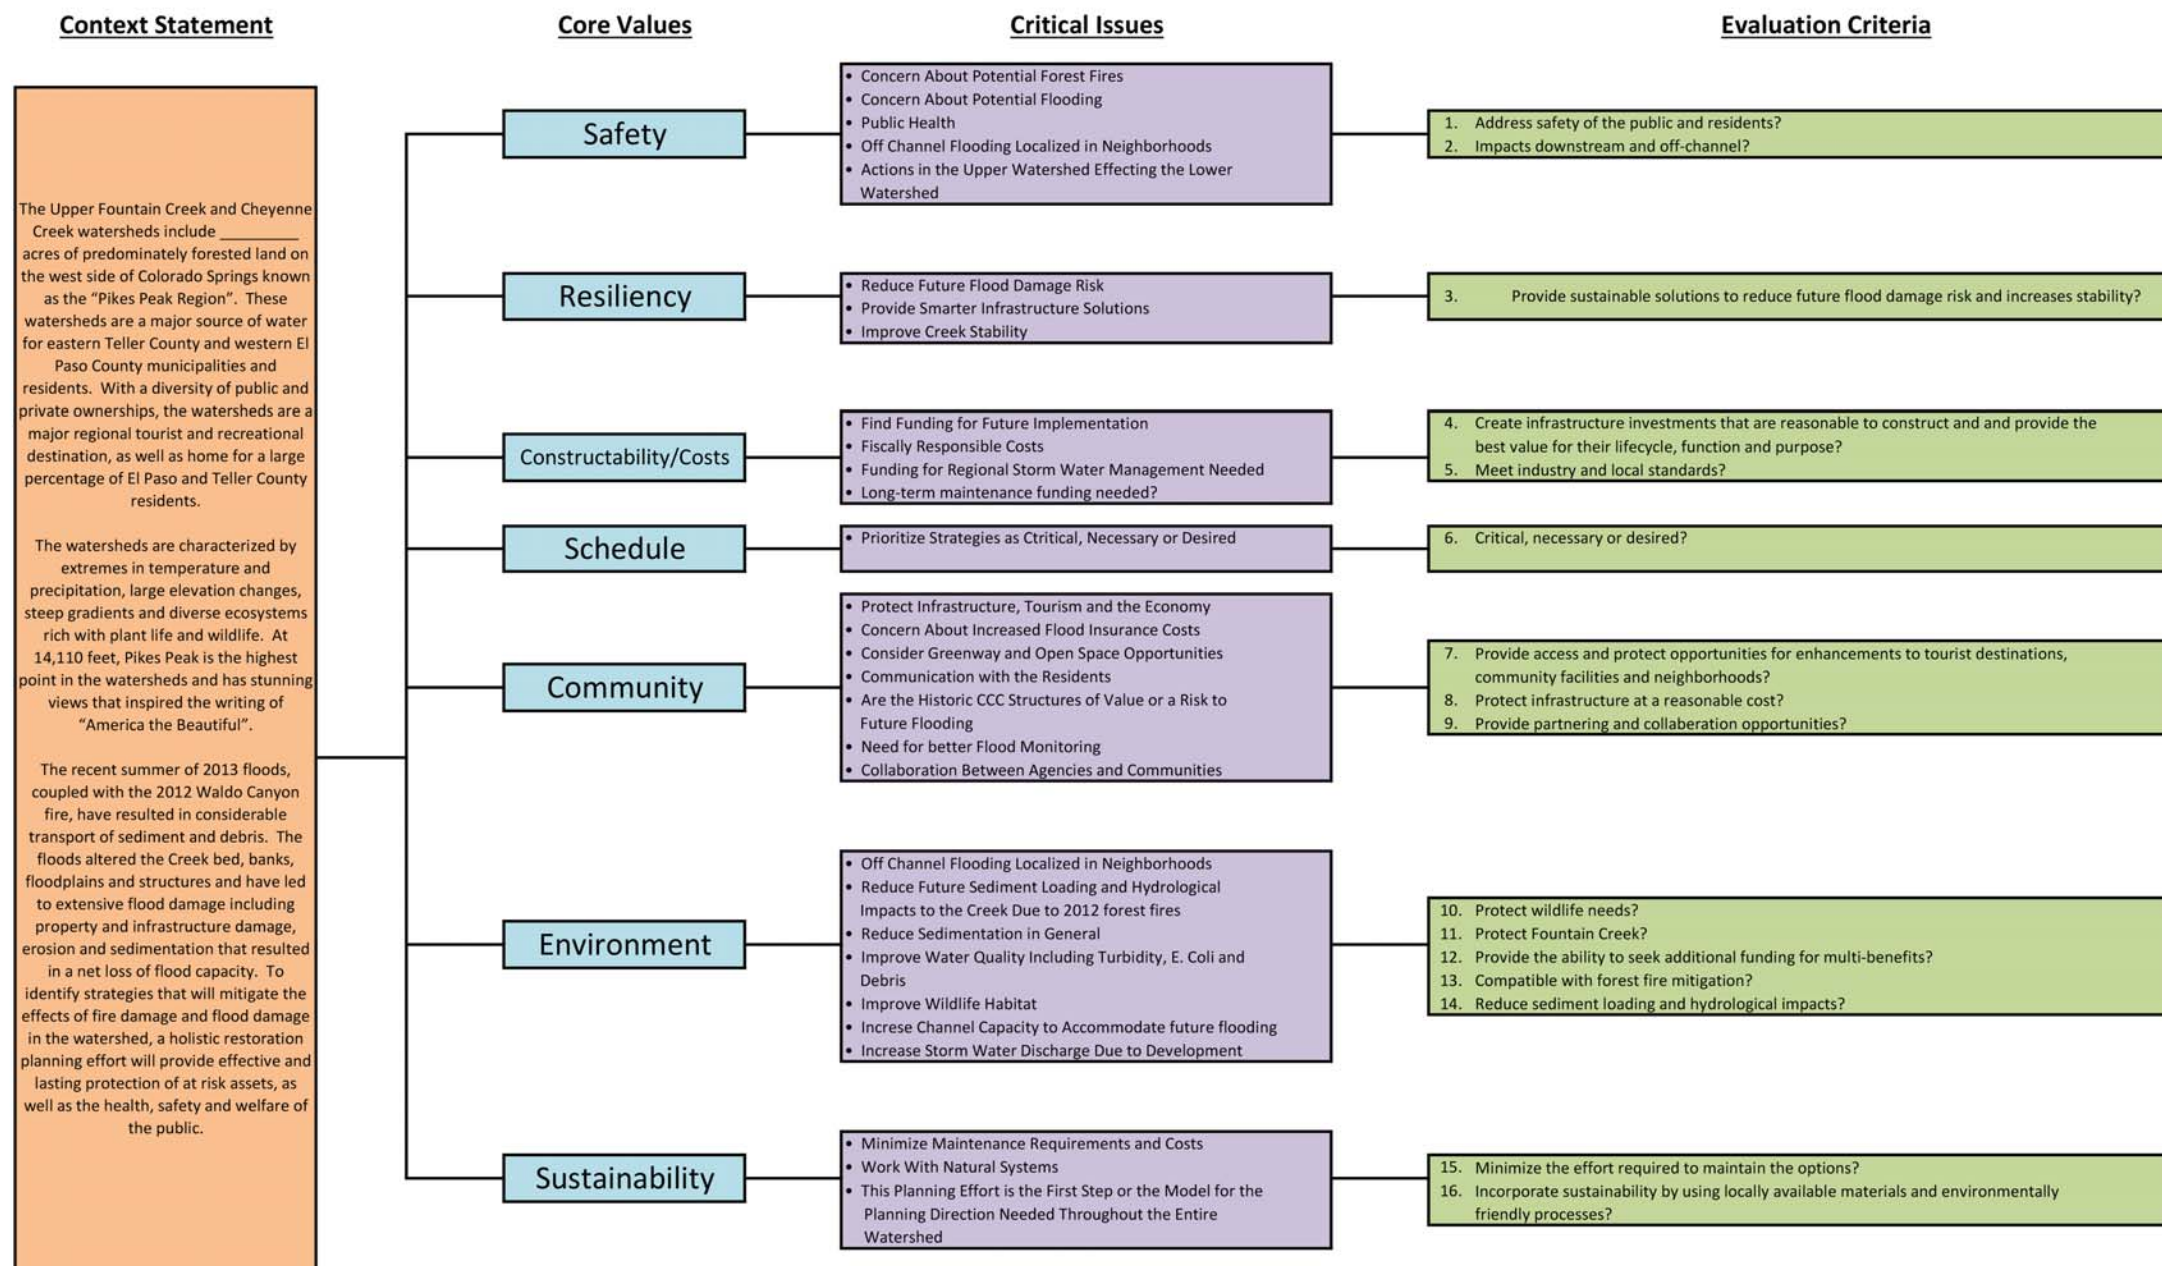 Context Statement
Core Values
Critical Issues
Evaluation Criteria
The Upper Fountain Creek and Cheyenne
Creek watersheds include _________
acres of predominately forested land on
the west side of Colorado Springs known
as the “Pikes Peak Region”.  These
watersheds are a major source of water
for eastern Teller County and western El
Paso County municipalities and
residents.  With a diversity of public and
private ownerships, the watersheds are a
major regional tourist and recreational
destination, as well as home for a large
percentage of El Paso and Teller County
residents.
The watersheds are characterized by
extremes in temperature and
precipitation, large elevation changes,
steep gradients and diverse ecosystems
rich with plant life and wildlife.  At
14,110 feet, Pikes Peak is the highest
point in the watersheds and has stunning
views that inspired the writing of
“America the Beautiful”.
The recent summer of 2013 floods,
coupled with the 2012 Waldo Canyon
fire, have resulted in considerable
transport of sediment and debris.  The
floods altered the Creek bed, banks,
floodplains and structures and have led
to extensive flood damage including
property and infrastructure damage,
erosion and sedimentation that resulted
in a net loss of flood capacity.  To
identify strategies that will mitigate the
effects of fire damage and flood damage
in the watershed, a holistic restoration
planning effort will provide effective and
lasting protection of at risk assets, as
well as the health, safety and welfare of
the public.
Safety
• Concern About Potential Forest Fires
• Concern About Potential Flooding
• Public Health
• Off Channel Flooding Localized in Neighborhoods
• Actions in the Upper Watershed Effecting the Lower
Watershed
1. Address safety of the public and residents?
2. Impacts downstream and off-channel?
Resiliency
• Reduce Future Flood Damage Risk
• Provide Smarter Infrastructure Solutions
• Improve Creek Stability
3. Provide sustainable solutions to reduce future flood damage risk and increases stability?
Constructability/Costs
• Find Funding for Future Implementation
• Fiscally Responsible Costs
• Funding for Regional Storm Water Management Needed
• Long-term maintenance funding needed?
4. Create infrastructure investments that are reasonable to construct and and provide the
best value for their lifecycle, function and purpose?
5. Meet industry and local standards?
Schedule
• Prioritize Strategies as Ctritical, Necessary or Desired
6. Critical, necessary or desired?
Community
• Protect Infrastructure, Tourism and the Economy
• Concern About Increased Flood Insurance Costs
• Consider Greenway and Open Space Opportunities
• Communication with the Residents
• Are the Historic CCC Structures of Value or a Risk to
Future Flooding
• Need for better Flood Monitoring
• Collaboration Between Agencies and Communities
7. Provide access and protect opportunities for enhancements to tourist destinations,
community facilities and neighborhoods?
8. Protect infrastructure at a reasonable cost?
9. Provide partnering and collaberation opportunities?
Environment
• Off Channel Flooding Localized in Neighborhoods
• Reduce Future Sediment Loading and Hydrological
Impacts to the Creek Due to 2012 forest fires
• Reduce Sedimentation in General
• Improve Water Quality Including Turbidity, E. Coli and
Debris
• Improve Wildlife Habitat
• Increse Channel Capacity to Accommodate future flooding
• Increase Storm Water Discharge Due to Development
10. Protect wildlife needs?
11. Protect Fountain Creek?
12. Provide the ability to seek additional funding for multi-benefits?
13. Compatible with forest fire mitigation?
14. Reduce sediment loading and hydrological impacts?
Sustainability
• Minimize Maintenance Requirements and Costs
• Work With Natural Systems
• This Planning Effort is the First Step or the Model for the
Planning Direction Needed Throughout the Entire
Watershed
15. Minimize the effort required to maintain the options?
16. Incorporate sustainability by using locally available materials and environmentally
friendly processes?